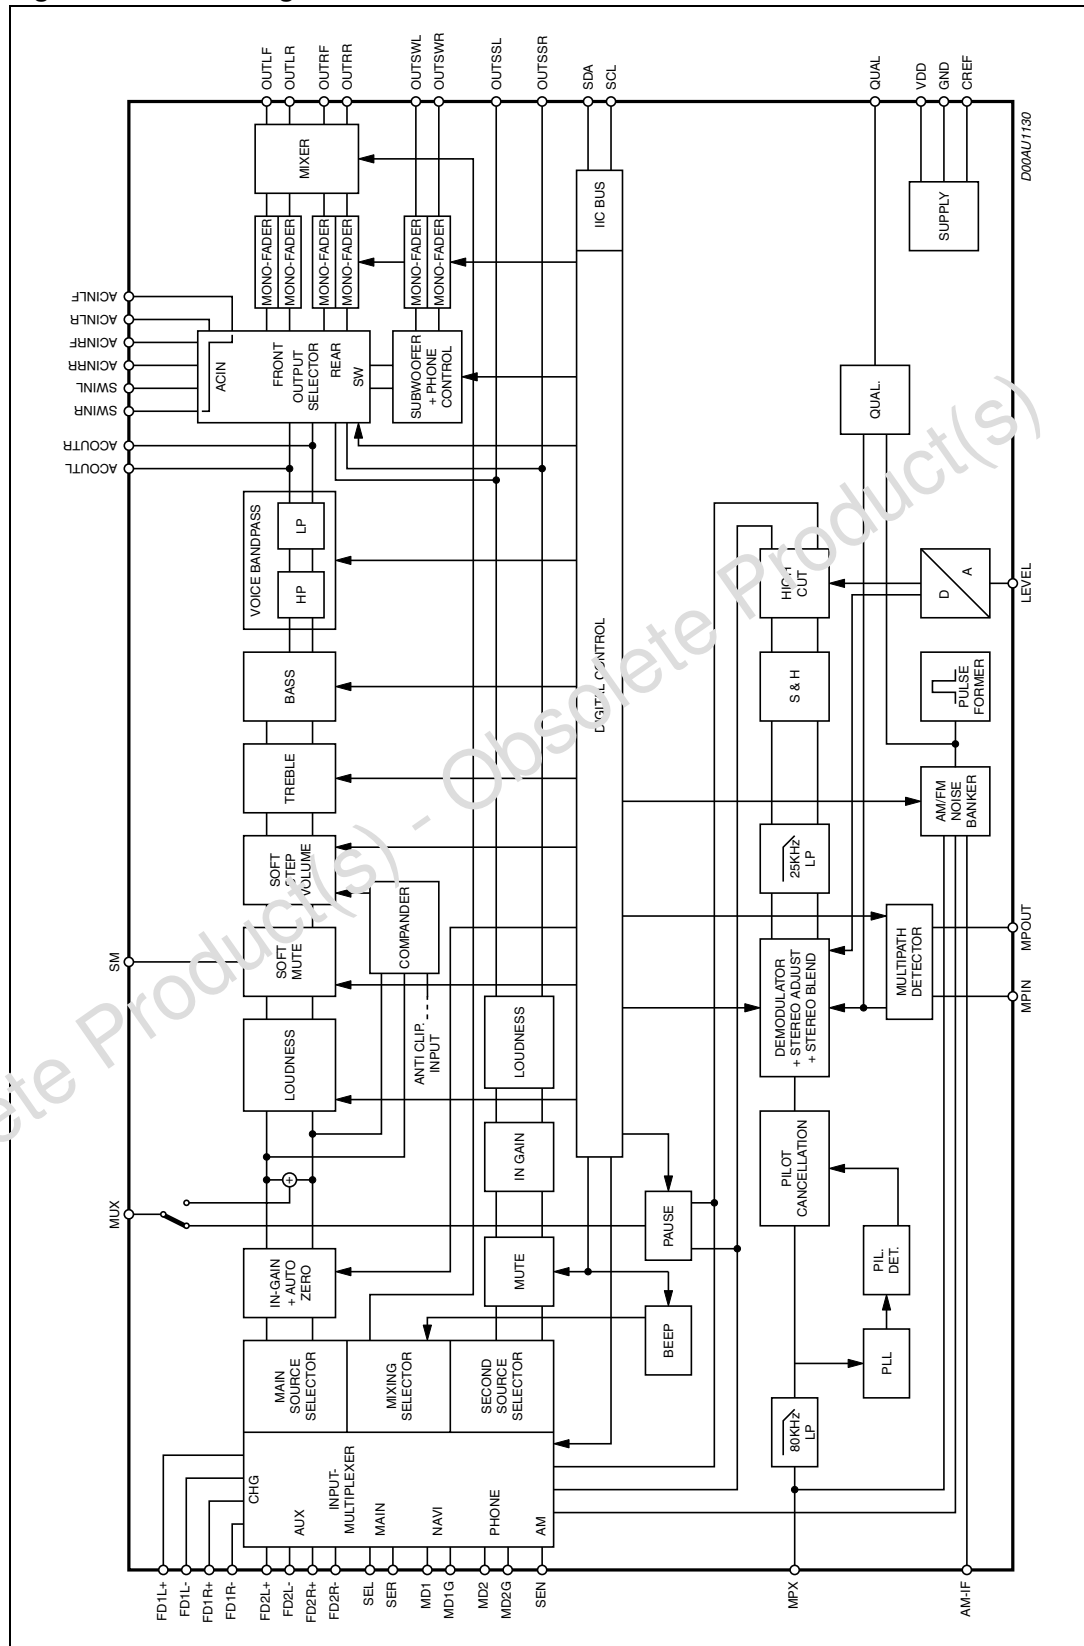 OUTLF
OUTLR
OUTRF
OUTRR
OUTSWL
OUTSWR
OUTSSL
OUTSSR
SDA
SCL
QUAL
VDD
GND
CREF
D00AU1130
MIXER
IIC BUS
SUPPLY
MONO-FADER
MONO-FADER
MONO-FADER
MONO-FADER
MONO-FADER
MONO-FADER
ACINLF
ACINLR
ACINRF
ACINRR
SWINL
SWINR
ACOUTR
ACOUTL
ACIN
FRONT
OUTPUT
SELECTOR
REAR
SW
SUBWOOFER
+ PHONE
CONTROL
QUAL.
VOICE BANDPASS
LP
HP
HIGH
CUT
D
A
LEVEL
BASS
S & H
PULSE
FORMER
DIGITAL CONTROL
TREBLE
AM/FM
NOISE
BANKER
SOFT
STEP
VOLUME
25KHz
LP
COMPANDER
SM
SOFT
MUTE
ANTI CLIP.
INPUT
DEMODULATOR
+ STEREO ADJUST
+ STEREO BLEND
MULTIPATH
DETECTOR
MPOUT
MPIN
LOUDNESS
LOUDNESS
IN GAIN
PILOT
CANCELLATION
MUX
+
PAUSE
IN-GAIN
+ AUTO
ZERO
MUTE
PIL.
DET.
BEEP
PLL
MAIN
SOURCE
SELECTOR
MIXING
SELECTOR
SECOND
SOURCE
SELECTOR
80KHz
LP
CHG
AUX
INPUT-
MULTIPLEXER
MAIN
NAVI
PHONE
AM
FD1L+
FD1L-
FD1R+
FD1R-
FD2L+
FD2L-
FD2R+
FD2R-
SEL
SER
MD1
MD1G
MD2
MD2G
SEN
MPX
AM-IF
ete Product(s) - Obsolete Product(s)